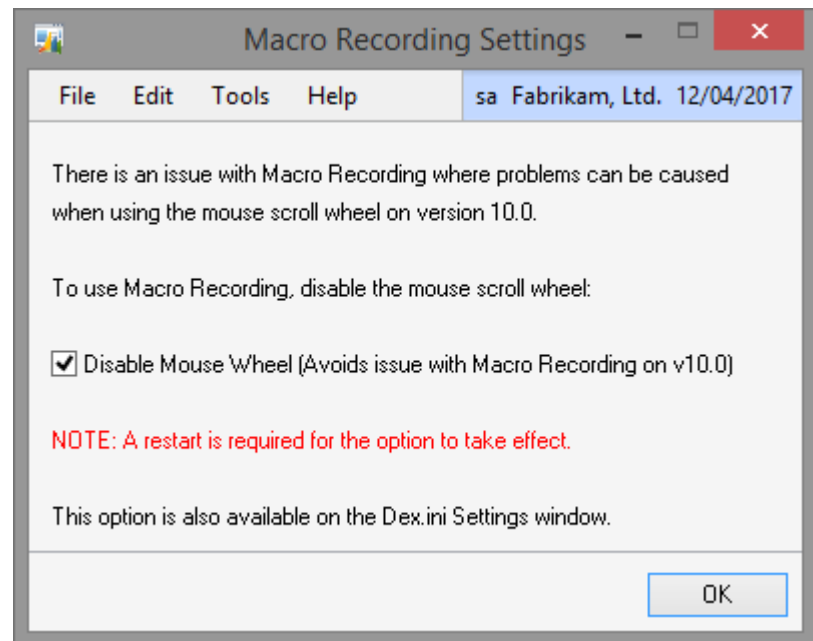 Macro Recording Settings
File Edit Tools Help sa Fabrikam, Ltd. 12/04/2017
There is an issue with Macro Recording where problems can be caused
when using the mouse scroll wheel on version 10.0.
To use Macro Recording, disable the mouse scroll wheel:
Disable Mouse Wheel (Avoids issue with Macro Recording on v10.0)
NOTE: A restart is required for the option to take effect.
This option is also available on the Dex.ini Settings window.
OK